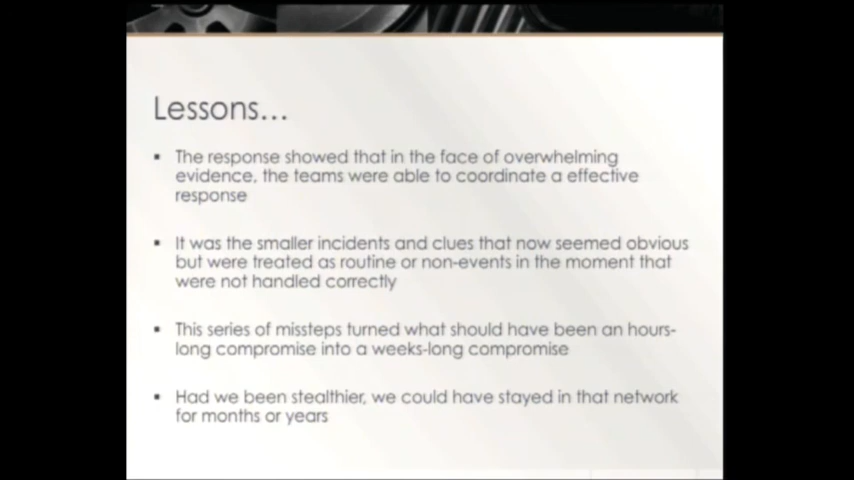 Lessons...
▪ The response showed that in the face of overwhelming
evidence, the teams were able to coordinate a effective
response
▪ It was the smaller incidents and clues that now seemed obvious
but were treated as routine or non-events in the moment that
were not handled correctly
▪ This series of missteps turned what should have been an hours-
long compromise into a weeks-long compromise
▪ Had we been stealthier, we could have stayed in that network
for months or years